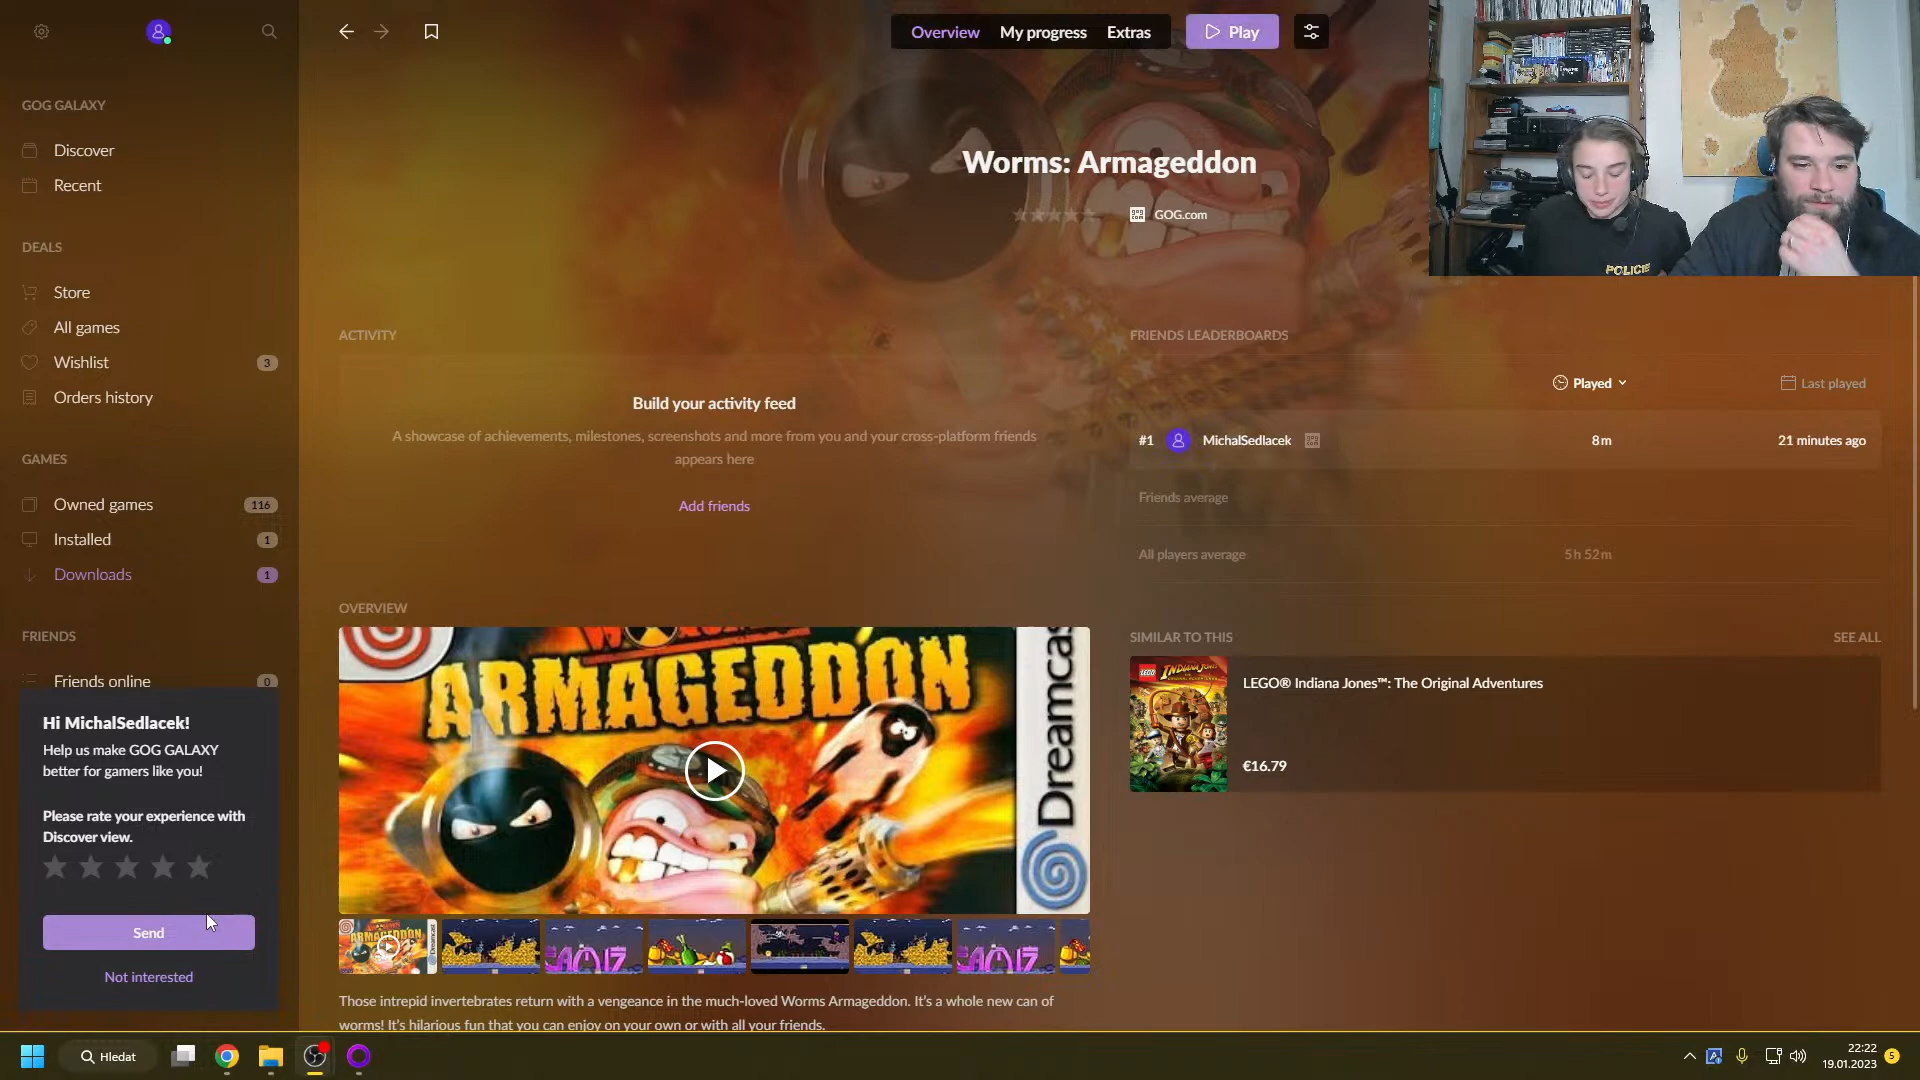 Overview
My progress
Extras
Play
GOG GALAXY
Discover
Recent
DEALS
Store
All games
Wishlist
3
Orders history
GAMES
Owned games
116
Installed
1
Downloads
1
FRIENDS
Friends online
0
Hi MichalSedlacek!
Help us make GOG GALAXY
better for gamers like you!
Please rate your experience with
Discover view.
Send
Not interested
Worms: Armageddon
GOG.com
POLICIE
ACTIVITY
Build your activity feed
A showcase of achievements, milestones, screenshots and more from you and your cross-platform friends
appears here
Add friends
FRIENDS LEADERBOARDS
Played
Last played
#1
MichalSedlacek
8m
21 minutes ago
Friends average
All players average
5h 52m
OVERVIEW
ARMAGEDDON
Dreamcas
SIMILAR TO THIS
SEE ALL
LEGO® Indiana Jones™: The Original Adventures
€16.79
Those intrepid invertebrates return with a vengeance in the much-loved Worms Armageddon. It's a whole new can of
worms! It's hilarious fun that you can enjoy on your own or with all your friends.
Hledat
22:22
19.01.2023
5